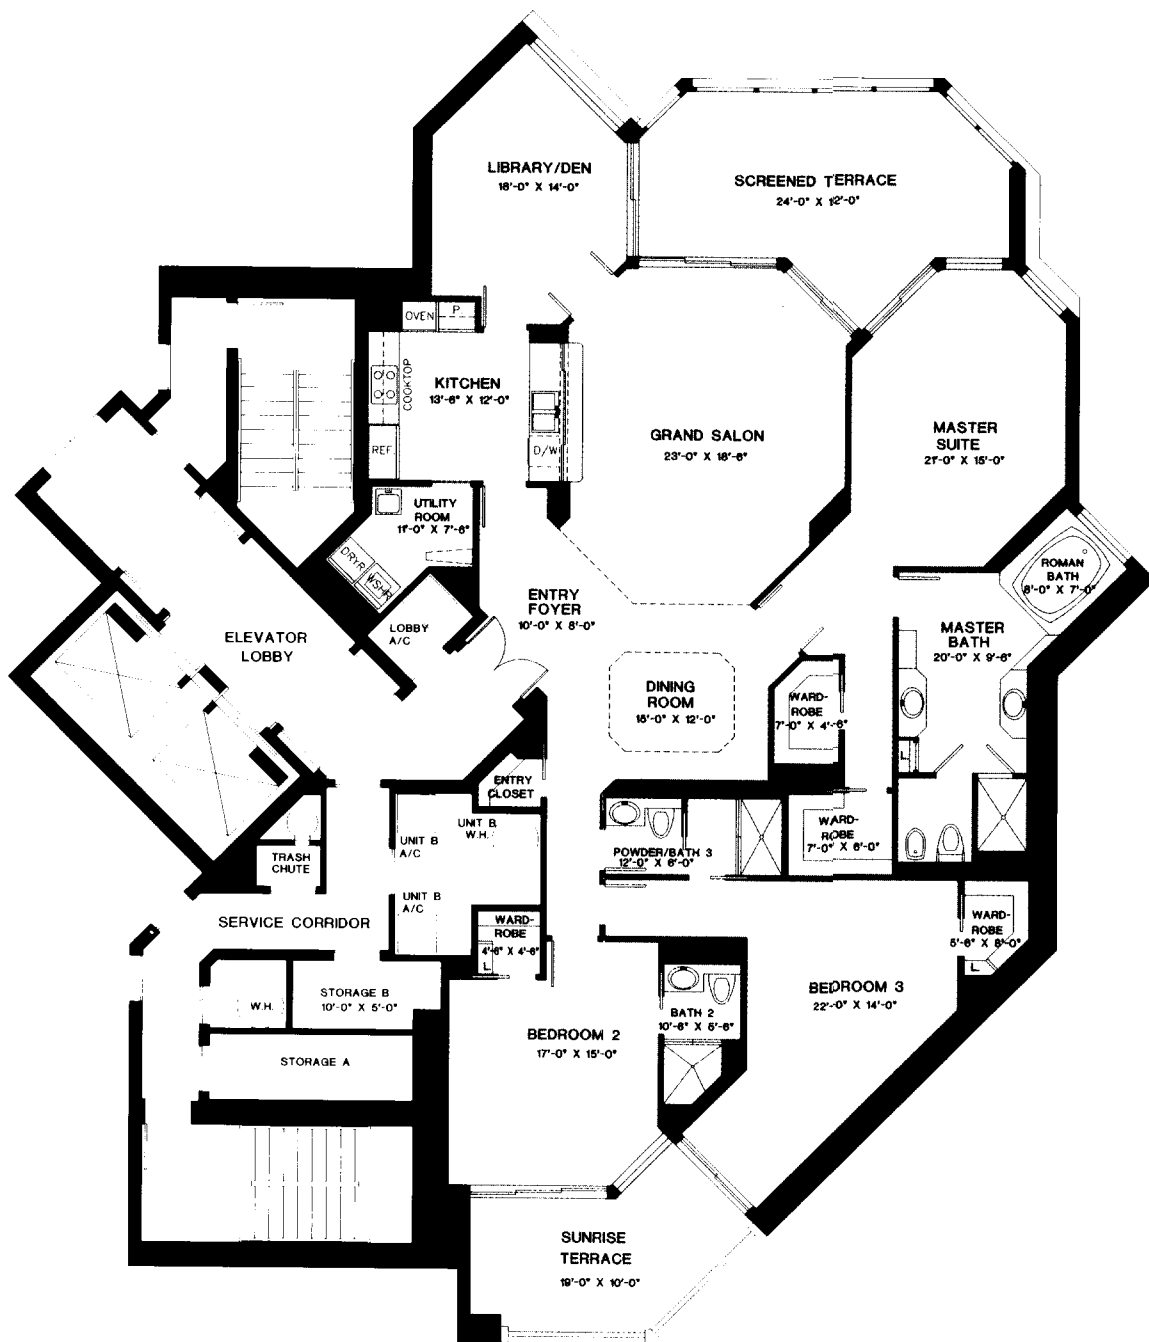 LIBRARY/DEN
18'-0" X 14'-0"
SCREENED TERRACE
24'-0" X 12'-0"
OVEN
P
COOKTOP
KITCHEN
13'-6" X 12'-0"
REF.
D/W
GRAND SALON
23'-0" X 18'-6"
MASTER
SUITE
21'-0" X 15'-0"
UTILITY
ROOM
11'-0" X 7'-6"
DRYR
WSHR
ROMAN
BATH
8'-0" X 7'-0"
ENTRY
FOYER
10'-0" X 8'-0"
LOBBY
A/C
ELEVATOR
LOBBY
MASTER
BATH
20'-0" X 9'-6"
DINING
ROOM
18'-0" X 12'-0"
WARD-
ROBE
7'-0" X 4'-6"
L
ENTRY
CLOSET
UNIT B
W.H.
UNIT B
A/C
WARD-
ROBE
7'-0" X 6'-0"
TRASH
CHUTE
POWDER/BATH 3
12'-0" X 6'-0"
UNIT B
A/C
SERVICE CORRIDOR
WARD-
ROBE
4'-6" X 4'-6"
L
WARD-
ROBE
5'-6" X 8'-0"
L
STORAGE B
10'-0" X 5'-0"
W.H.
BEDROOM 3
22'-0" X 14'-0"
BATH 2
10'-6" X 5'-6"
BEDROOM 2
17'-0" X 15'-0"
STORAGE A
SUNRISE
TERRACE
19'-0" X 10'-0"